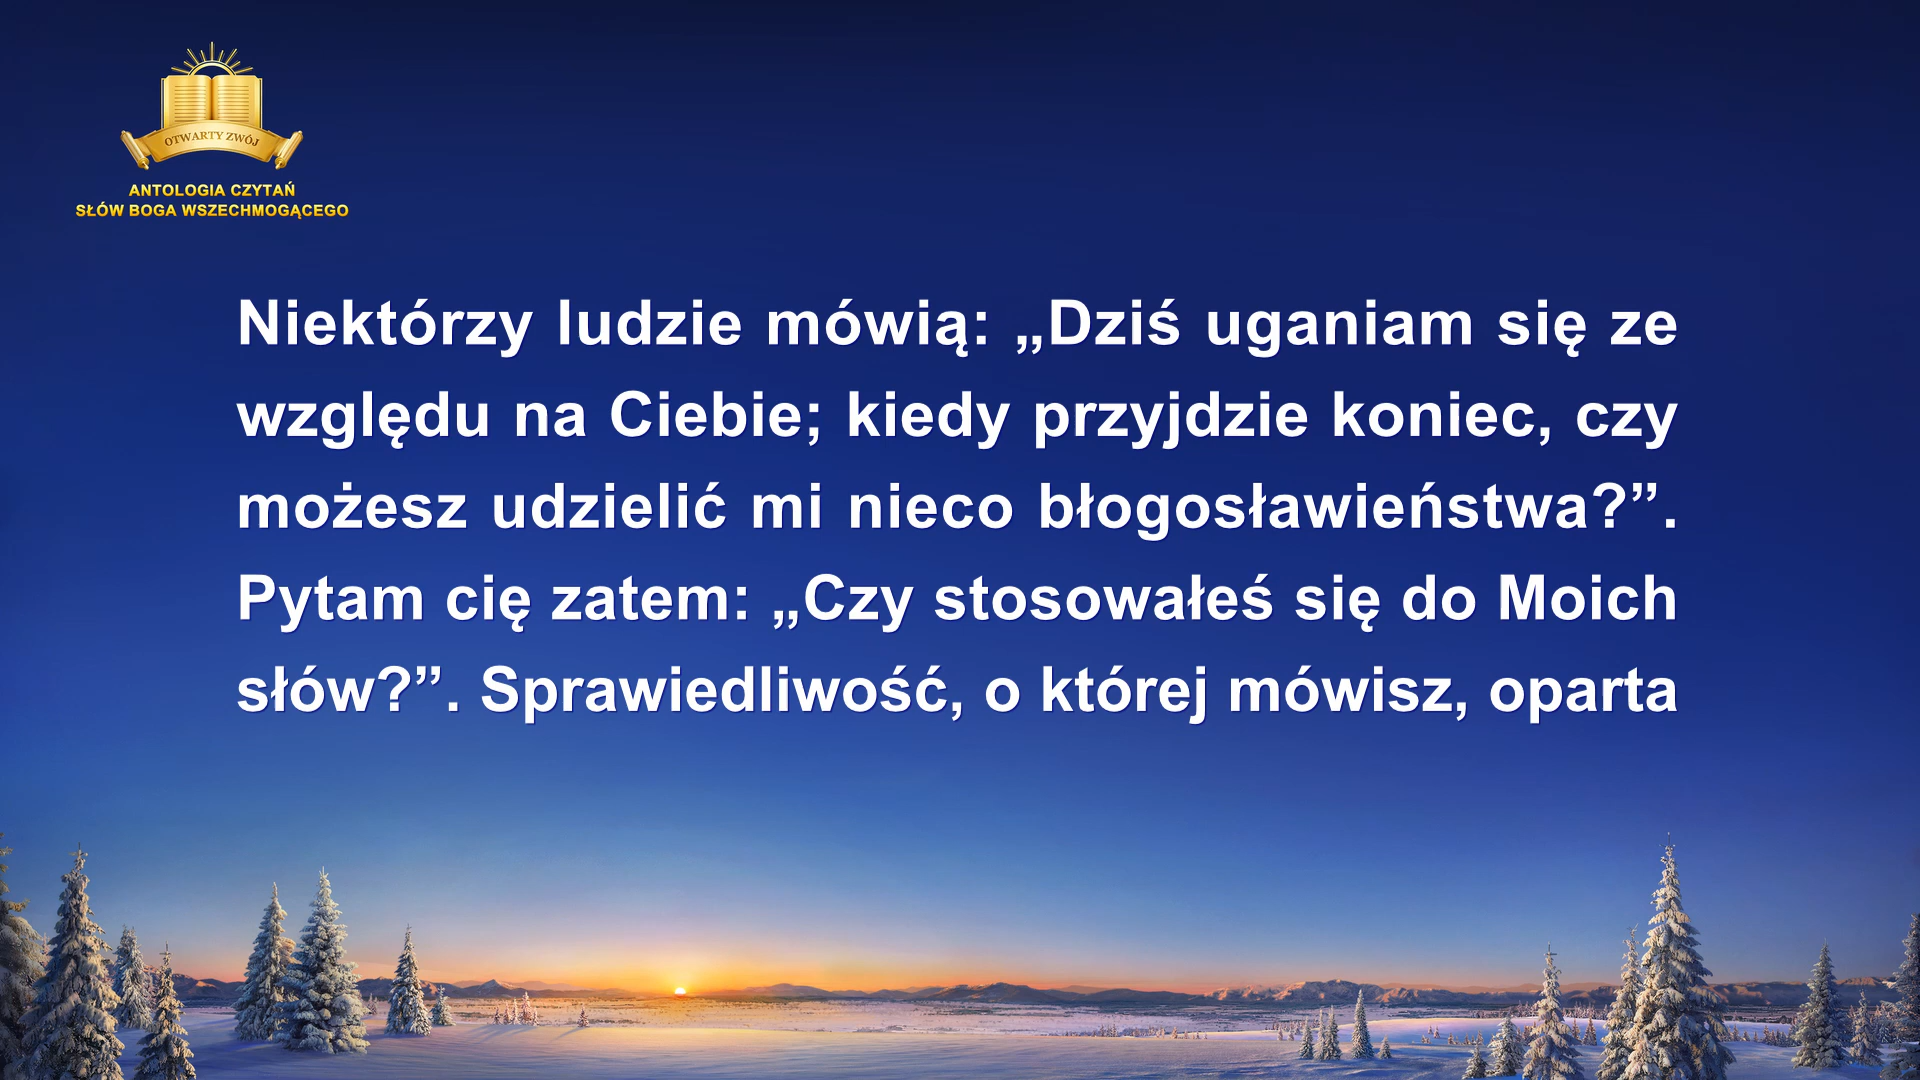 OTWARTY ZWÓJ
ANTOLOGIA CZYTAŃ
SŁÓW BOGA WSZECHMOGĄCEGO
Niektórzy ludzie mówią: „Dziś uganiam się ze
względu na Ciebie; kiedy przyjdzie koniec, czy
możesz udzielić mi nieco błogosławieństwa?”.
Pytam cię zatem: „Czy stosowałeś się do Moich
słów?”. Sprawiedliwość, o której mówisz, oparta